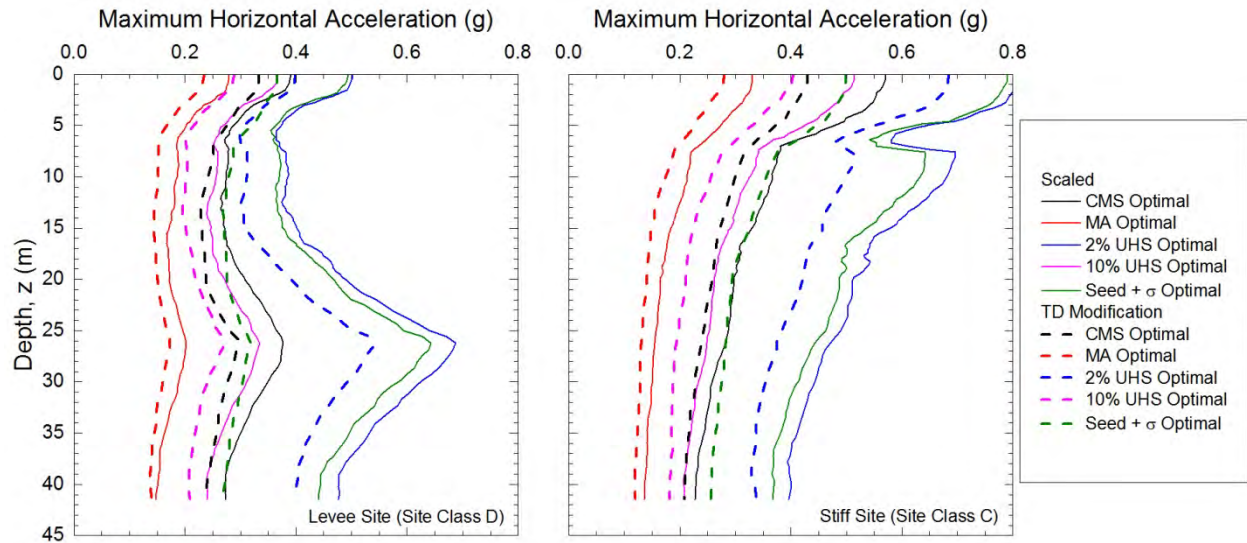 Maximum Horizontal Acceleration (g)
0.0 0.2 0.4 0.6 0.8
0
5
10
15
20
25
30
35
40
45
Depth, z (m)
Levee Site (Site Class D)
Maximum Horizontal Acceleration (g)
0.0 0.2 0.4 0.6 0.8
Stiff Site (Site Class C)
Scaled
CMS Optimal
MA Optimal
2% UHS Optimal
10% UHS Optimal
Seed + σ Optimal
TD Modification
CMS Optimal
MA Optimal
2% UHS Optimal
10% UHS Optimal
Seed + σ Optimal